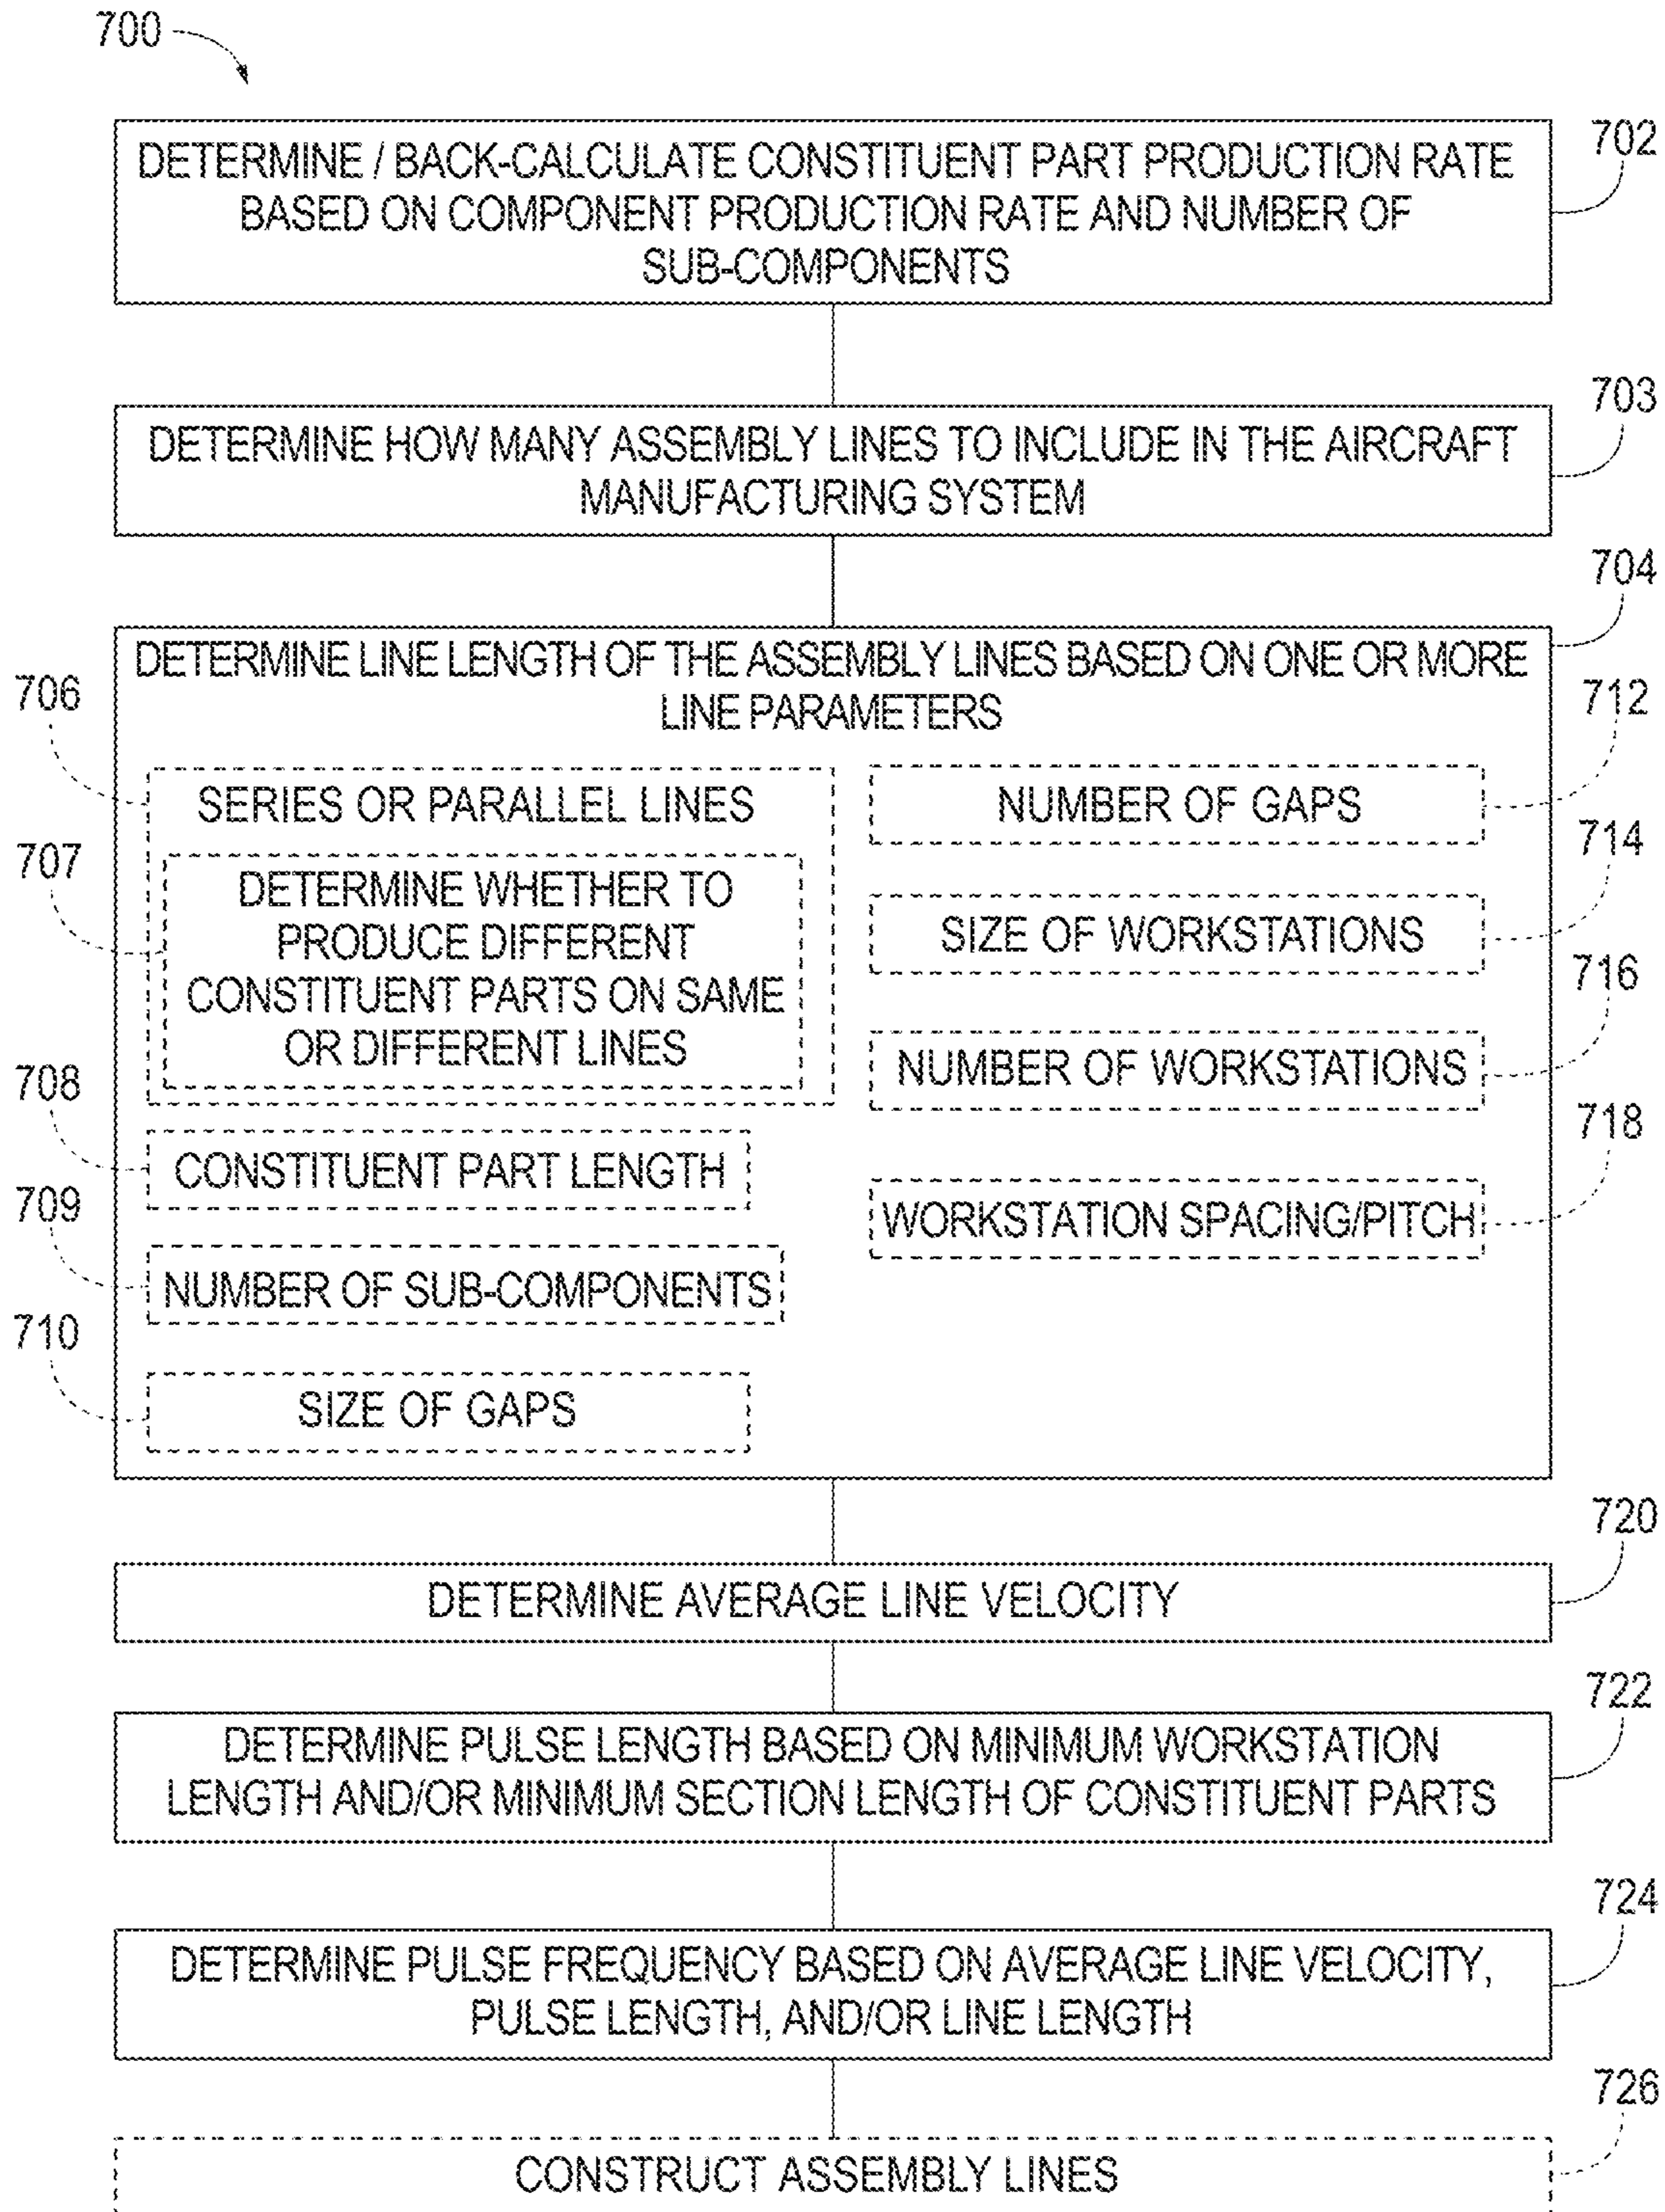 700
DETERMINE / BACK-CALCULATE CONSTITUENT PART PRODUCTION RATE
BASED ON COMPONENT PRODUCTION RATE AND NUMBER OF
SUB-COMPONENTS
702
DETERMINE HOW MANY ASSEMBLY LINES TO INCLUDE IN THE AIRCRAFT
MANUFACTURING SYSTEM
703
704
DETERMINE LINE LENGTH OF THE ASSEMBLY LINES BASED ON ONE OR MORE
LINE PARAMETERS
706
SERIES OR PARALLEL LINES
707
DETERMINE WHETHER TO
PRODUCE DIFFERENT
CONSTITUENT PARTS ON SAME
OR DIFFERENT LINES
708
CONSTITUENT PART LENGTH
709
NUMBER OF SUB-COMPONENTS
710
SIZE OF GAPS
712
NUMBER OF GAPS
714
SIZE OF WORKSTATIONS
716
NUMBER OF WORKSTATIONS
718
WORKSTATION SPACING/PITCH
720
DETERMINE AVERAGE LINE VELOCITY
722
DETERMINE PULSE LENGTH BASED ON MINIMUM WORKSTATION
LENGTH AND/OR MINIMUM SECTION LENGTH OF CONSTITUENT PARTS
724
DETERMINE PULSE FREQUENCY BASED ON AVERAGE LINE VELOCITY,
PULSE LENGTH, AND/OR LINE LENGTH
726
CONSTRUCT ASSEMBLY LINES